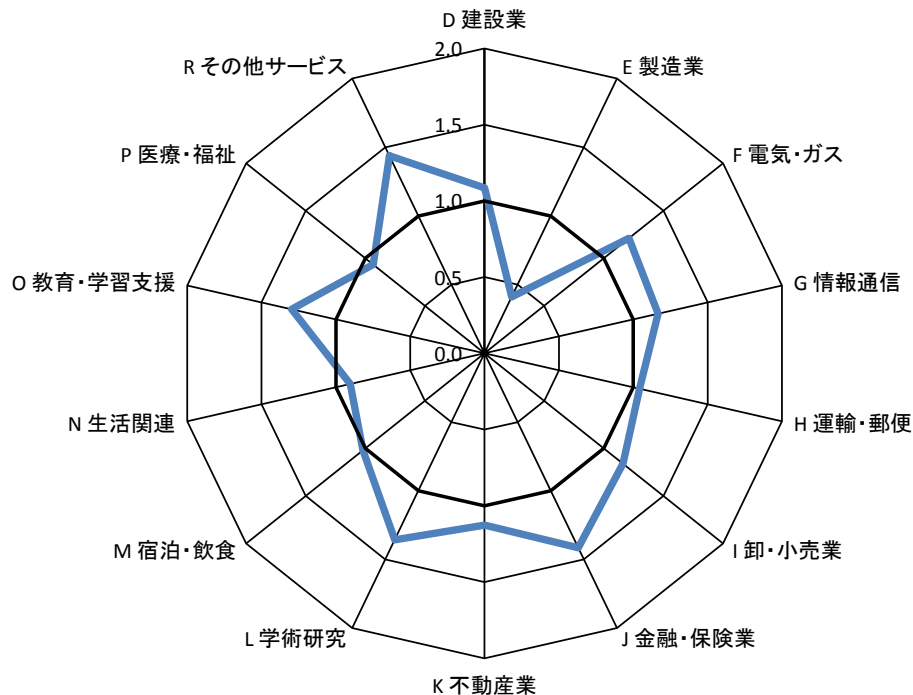 D 建設業
2.0
R その他サービス
E 製造業
1.5
P 医療・福祉
F 電気・ガス
1.0
O 教育・学習支援
G 情報通信
0.5
0.0
N 生活関連
H 運輸・郵便
M 宿泊・飲食
I 卸・小売業
L 学術研究
J 金融・保険業
K 不動産業